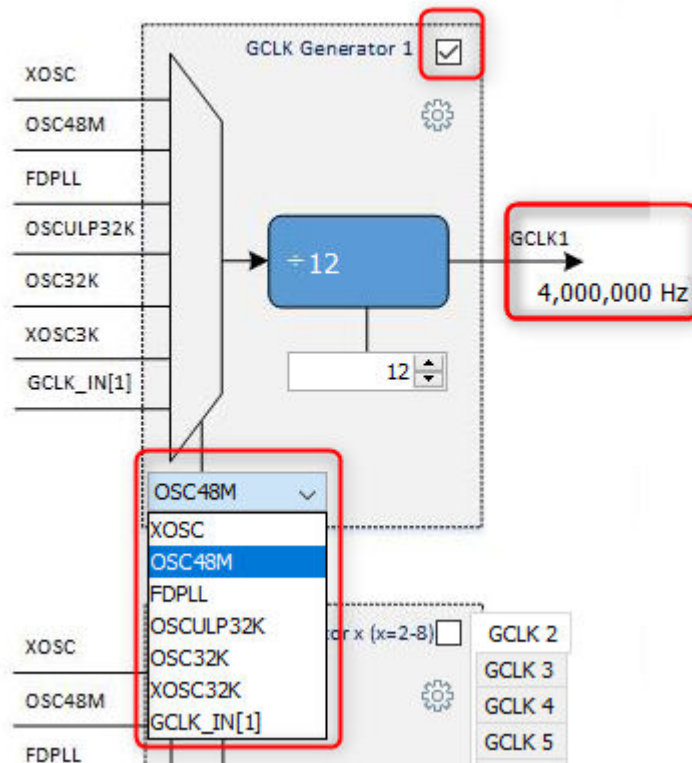 GCLK Generator 1
XOSC
OSC48M
FDPLL
OSCULP32K
OSC32K
XOSC3K
GCLK_IN[1]
÷12
12
GCLK1
4,000,000 Hz
OSC48M
XOSC
OSC48M
FDPLL
OSCULP32K
OSC32K
XOSC32K
GCLK_IN[1]
x (x=2-8)
XOSC
OSC48M
FDPLL
GCLK 2
GCLK 3
GCLK 4
GCLK 5